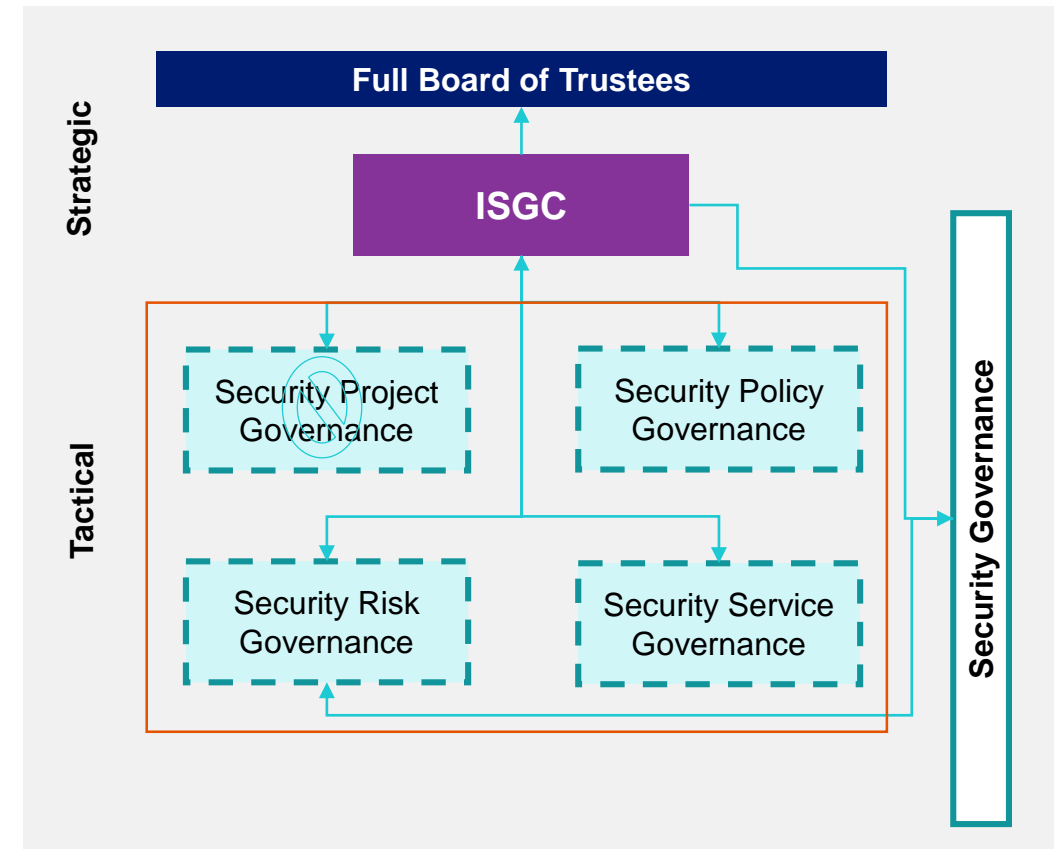 Full Board of Trustees
Strategic
ISGC
Security Project
Governance
Security Policy
Governance
Tactical
Security Risk
Governance
Security Service
Governance
Security Governance